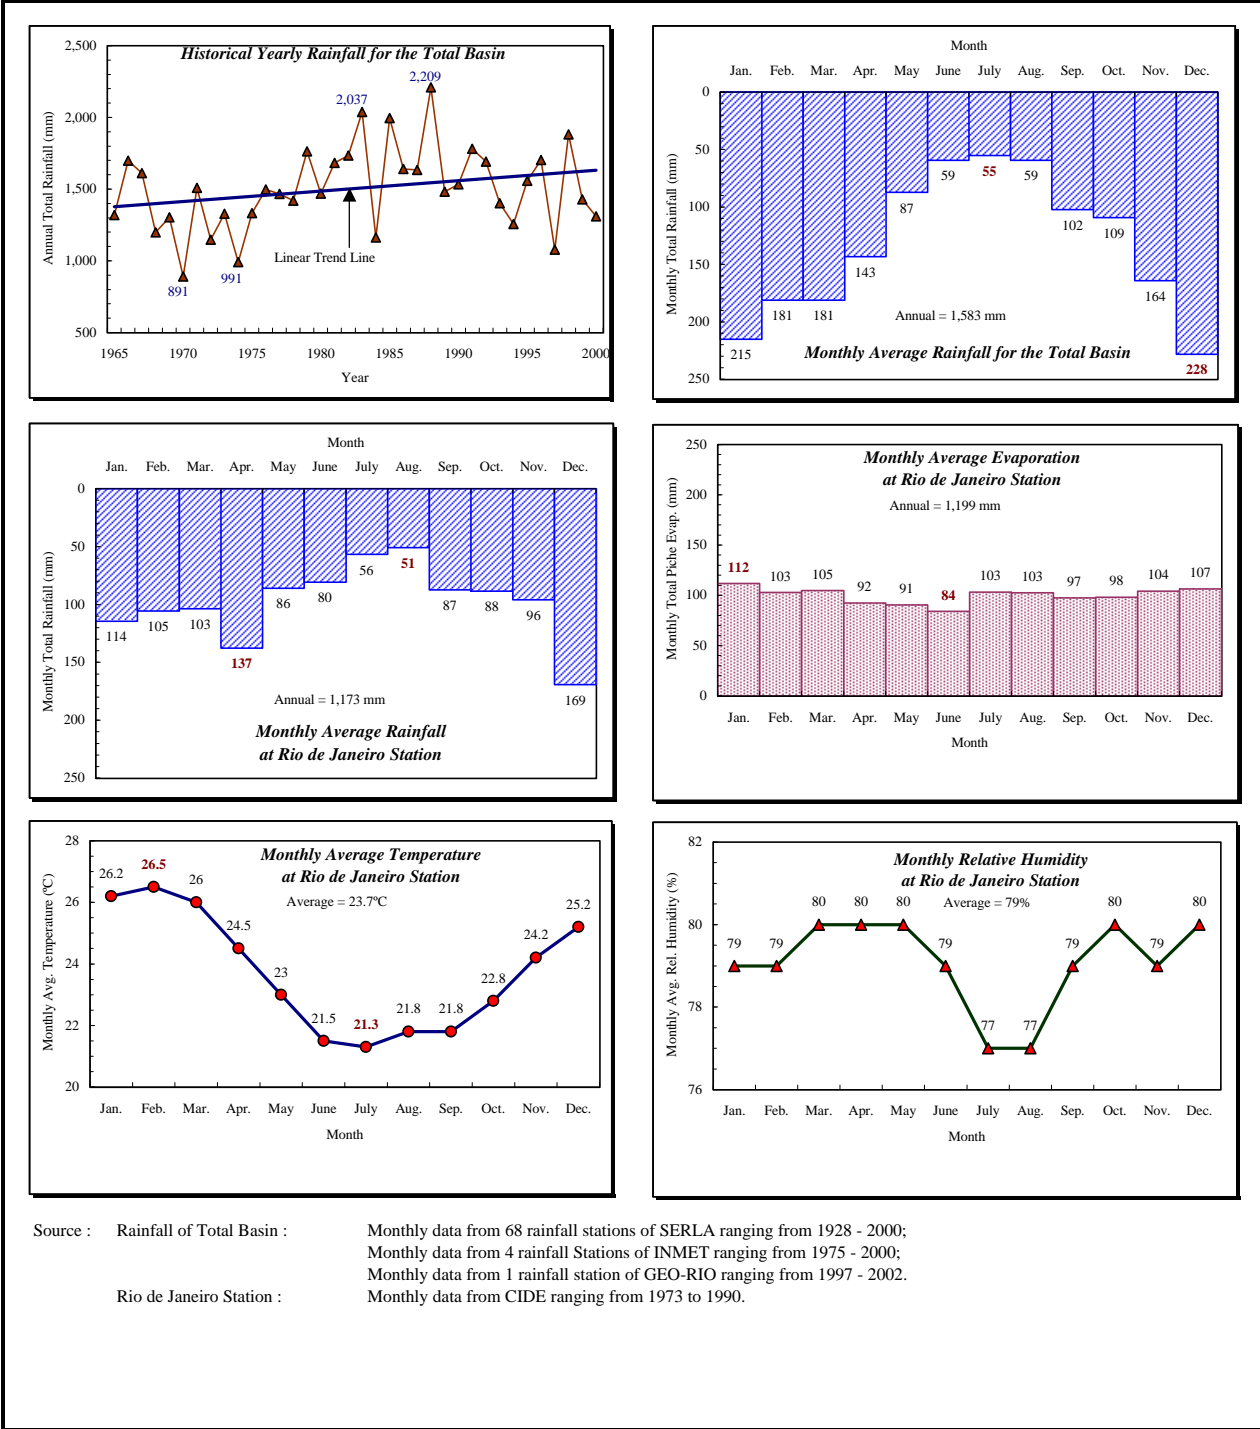 Historical Yearly Rainfall for the Total Basin
Annual Total Rainfall (mm)
2,500
2,000
1,500
1,000
500
2,037
2,209
891
991
Linear Trend Line
1965 1970 1975 1980 1985 1990 1995 2000
Year
Month
Jan. Feb. Mar. Apr. May June July Aug. Sep. Oct. Nov. Dec.
Monthly Total Rainfall (mm)
0
50
100
150
200
250
215 181 181 143 87 59 55 59 102 109 164 228
Annual = 1,583 mm
Monthly Average Rainfall for the Total Basin
Month
Jan. Feb. Mar. Apr. May June July Aug. Sep. Oct. Nov. Dec.
Monthly Total Rainfall (mm)
0
50
100
150
200
250
114 105 103 137 86 80 56 51 87 88 96 169
Annual = 1,173 mm
Monthly Average Rainfall
at Rio de Janeiro Station
Monthly Average Evaporation
at Rio de Janeiro Station
Annual = 1,199 mm
Monthly Total Piche Evap. (mm)
250
200
150
100
50
0
112 103 105 92 91 84 103 103 97 98 104 107
Jan. Feb. Mar. Apr. May June July Aug. Sep. Oct. Nov. Dec.
Month
Monthly Average Temperature
at Rio de Janeiro Station
Average = 23.7ºC
Monthly Avg. Temperature (ºC)
28
26
24
22
20
26.2 26.5 26 24.5 23 21.5 21.3 21.8 21.8 22.8 24.2 25.2
Jan. Feb. Mar. Apr. May June July Aug. Sep. Oct. Nov. Dec.
Month
Monthly Relative Humidity
at Rio de Janeiro Station
Average = 79%
Monthly Avg. Rel. Humidity (%)
82
80
78
76
79 79 80 80 80 79 77 77 79 80 79 80
Jan. Feb. Mar. Apr. May June July Aug. Sep. Oct. Nov. Dec.
Month
Source : Rainfall of Total Basin : Monthly data from 68 rainfall stations of SERLA ranging from 1928 - 2000;
Monthly data from 4 rainfall Stations of INMET ranging from 1975 - 2000;
Monthly data from 1 rainfall station of GEO-RIO ranging from 1997 - 2002.
Rio de Janeiro Station : Monthly data from CIDE ranging from 1973 to 1990.